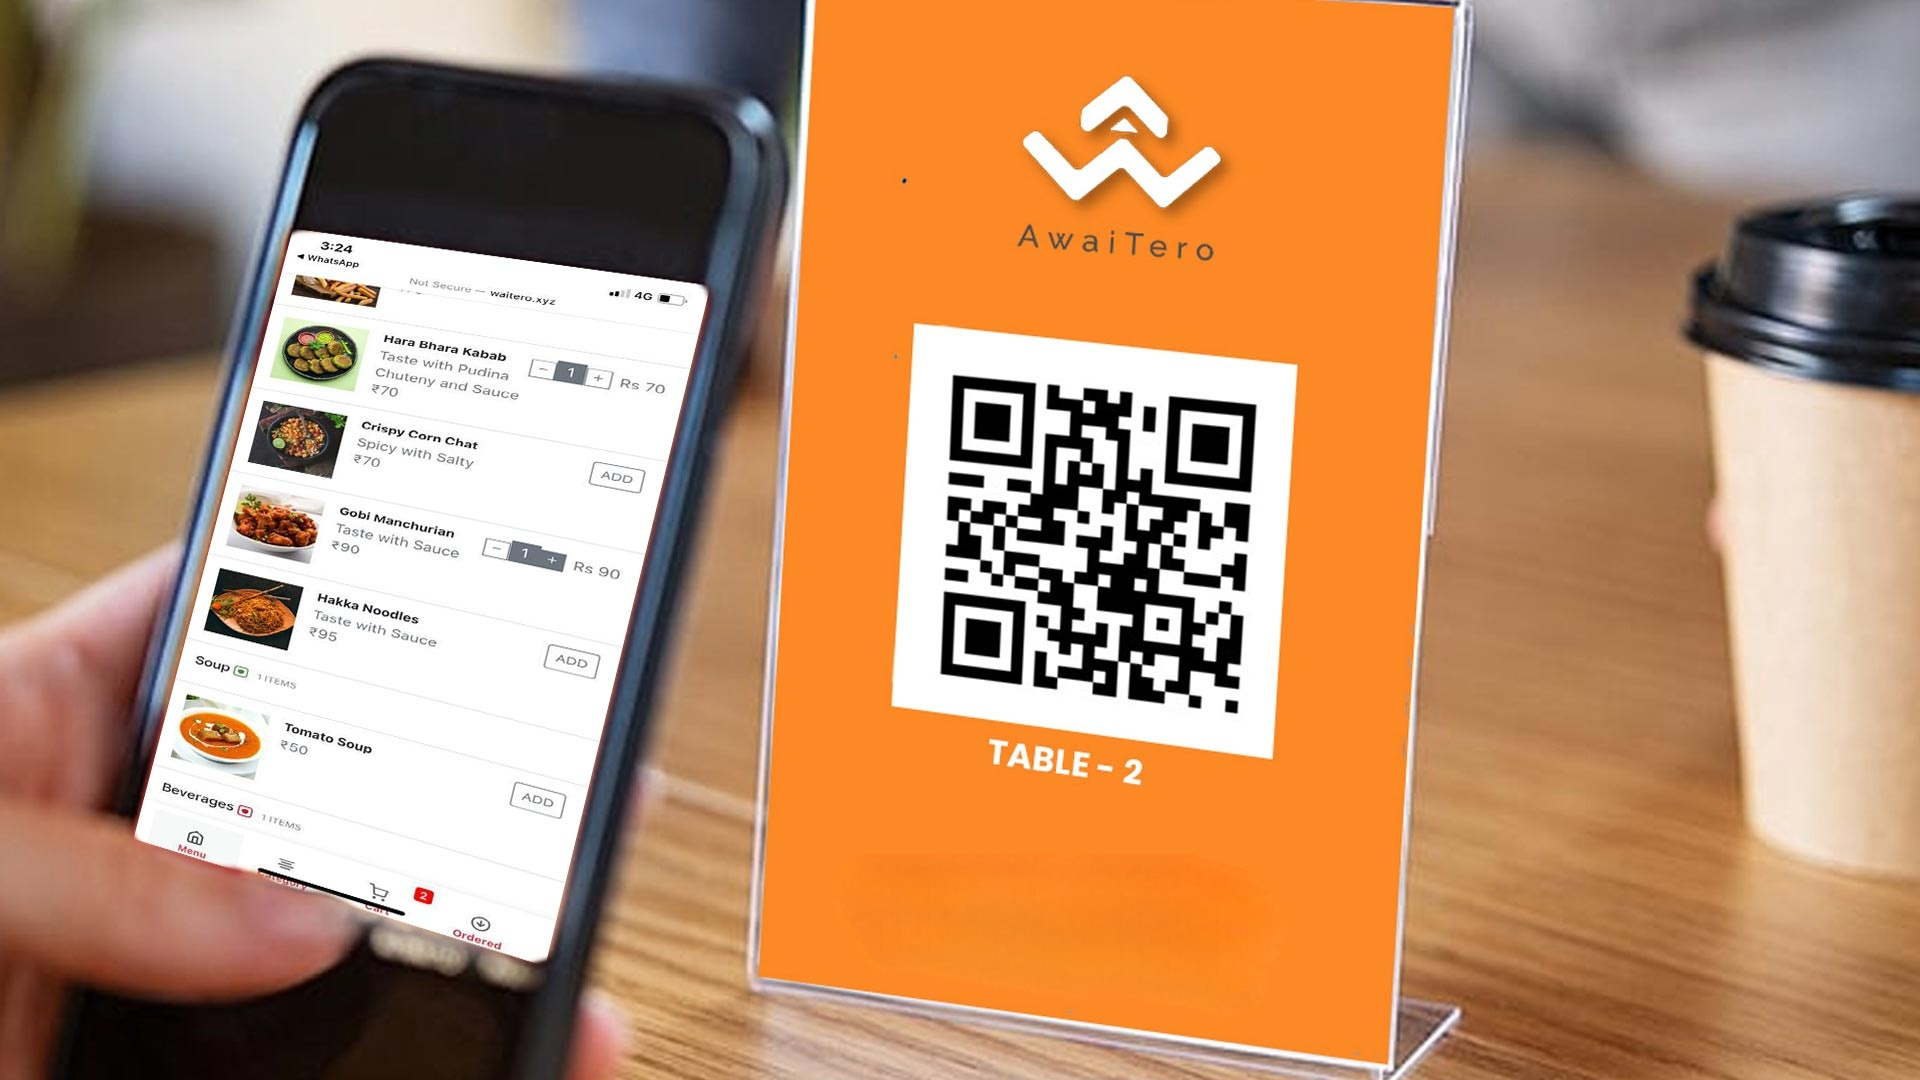 3:24
WhatsApp
Not Secure — waitero.xyz
4G
Hara Bhara Kabab
Taste with Pudina
Chuteny and Sauce
₹70
− 1 + Rs 70
Crispy Corn Chat
Spicy with Salty
₹70
ADD
Gobi Manchurian
Taste with Sauce
₹90
− 1 + Rs 90
Hakka Noodles
Taste with Sauce
₹95
ADD
Soup 1 ITEMS
Tomato Soup
₹50
ADD
Beverages 1 ITEMS
Menu
Cart
2
Ordered
AwaiTero
TABLE - 2